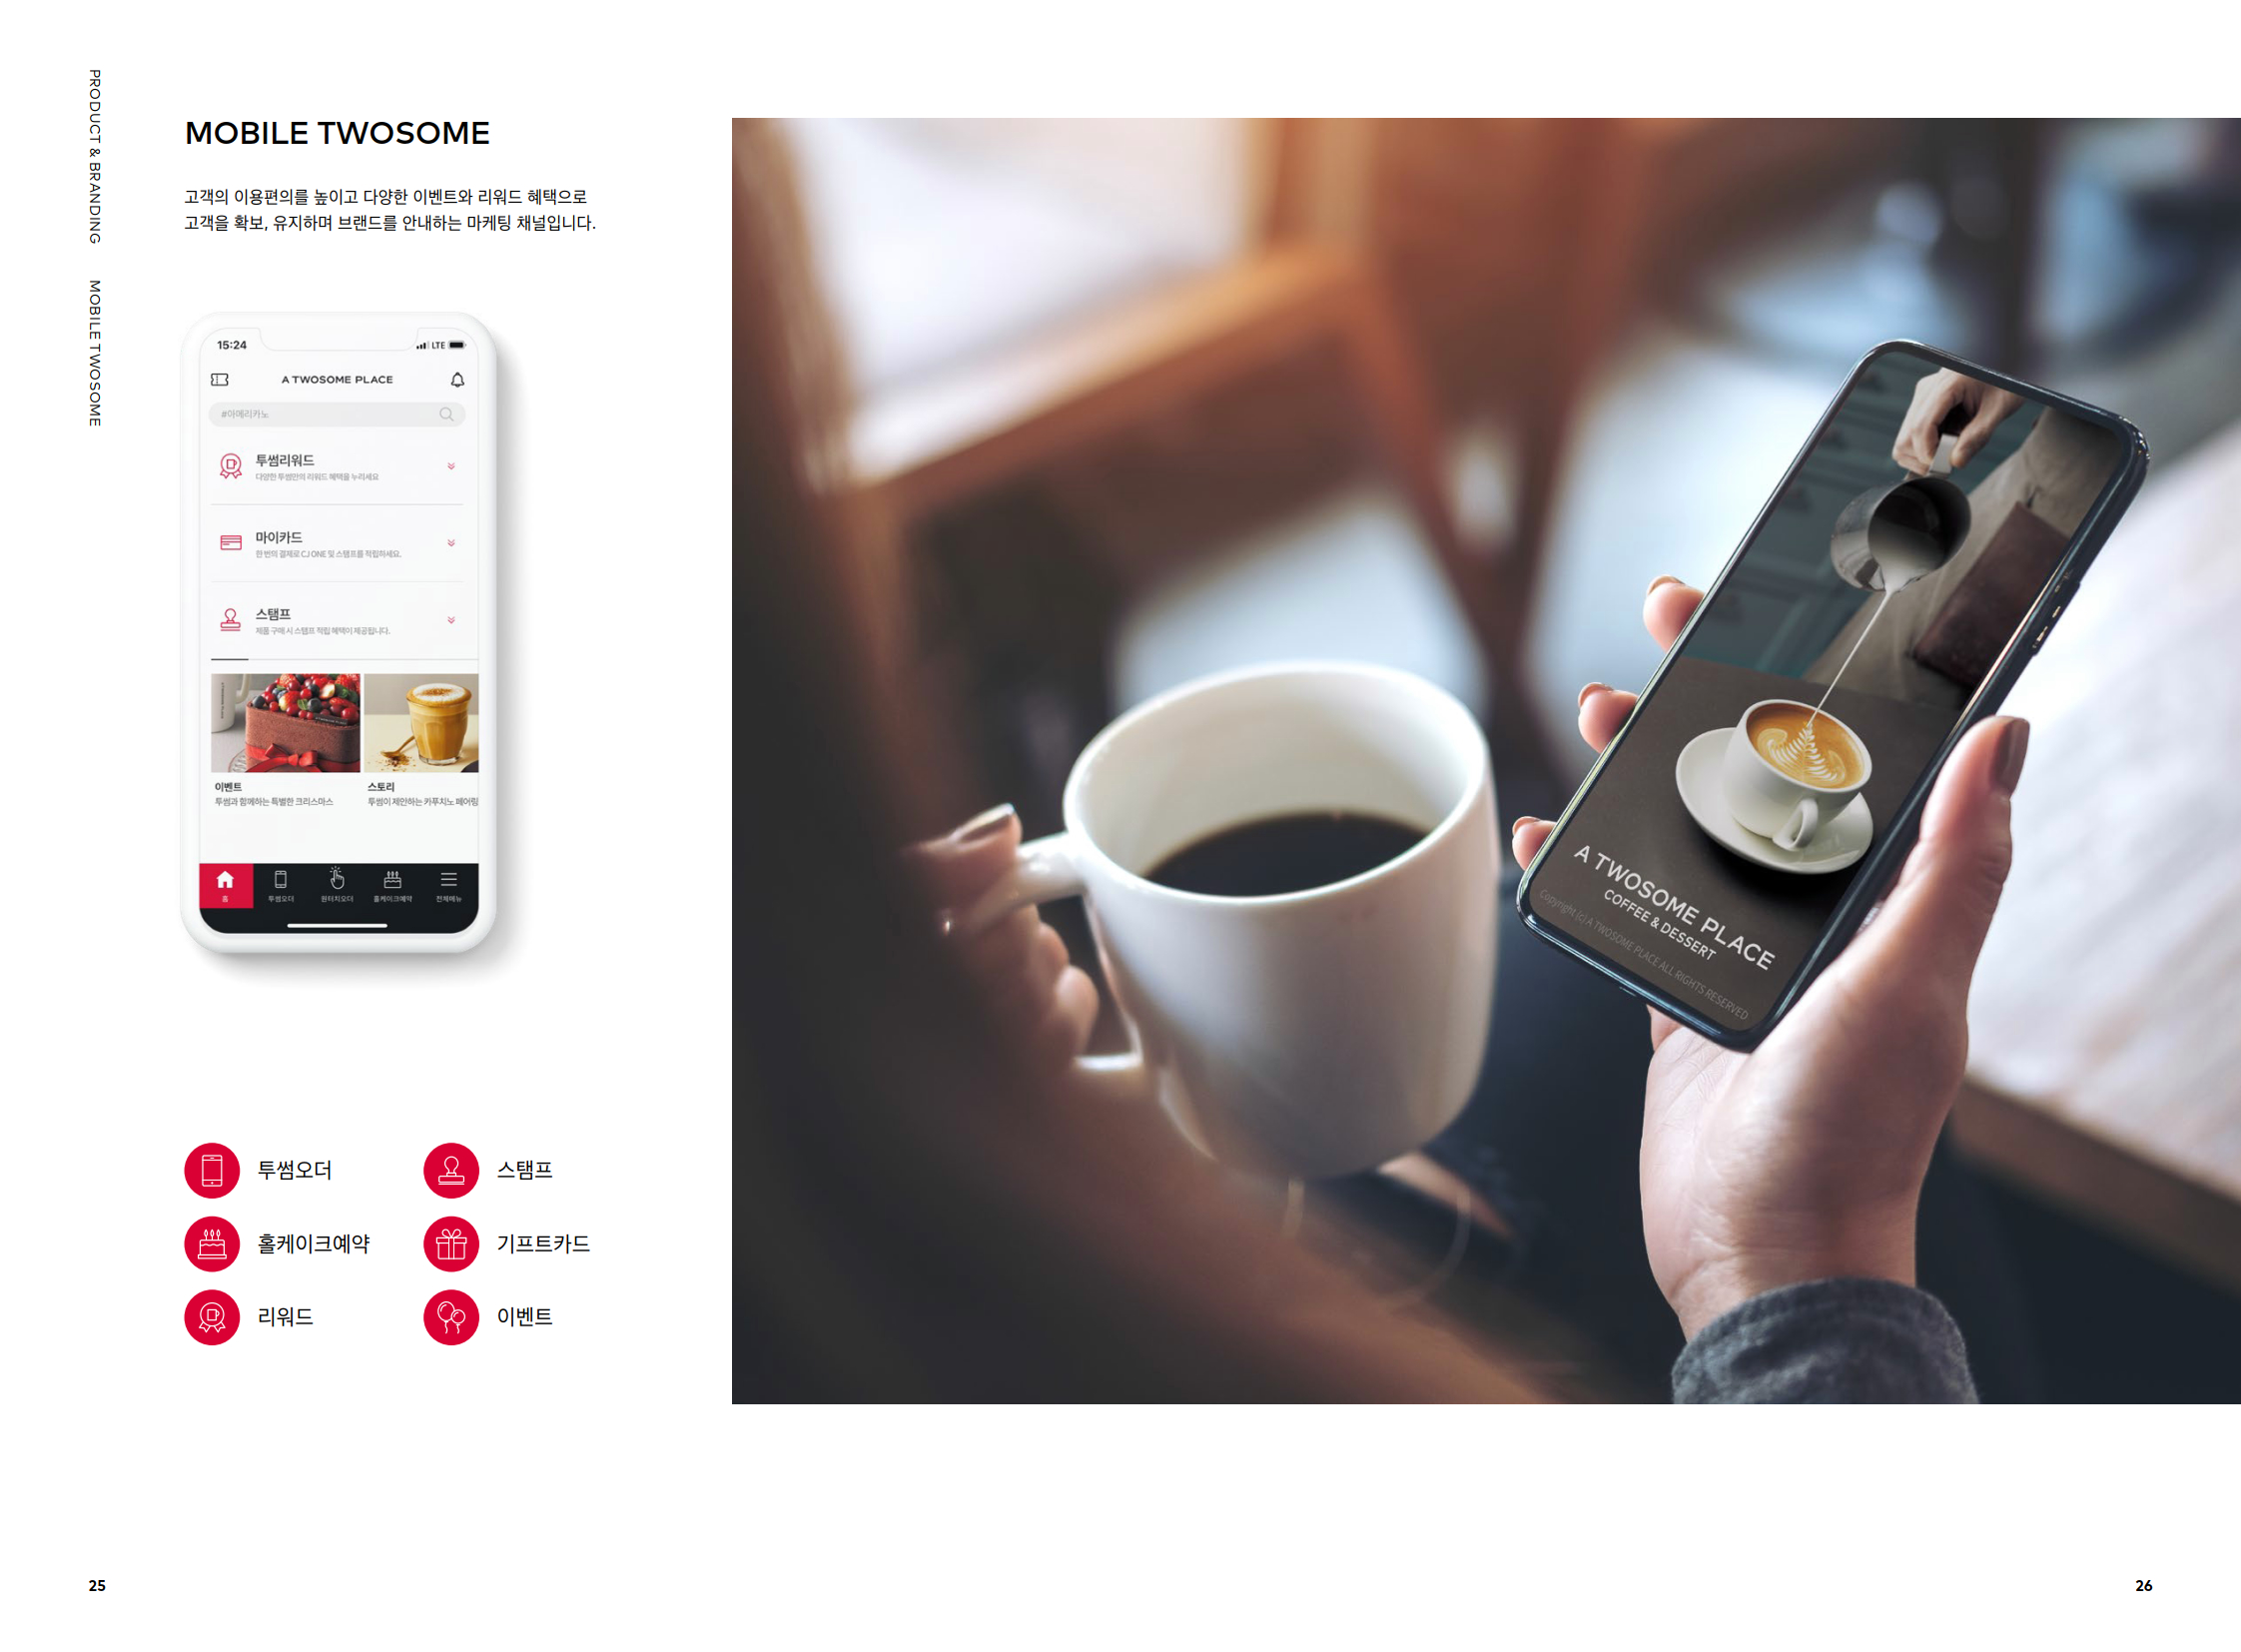 PRODUCT & BRANDING
MOBILE TWOSOME
MOBILE TWOSOME
고객의 이용편의를 높이고 다양한 이벤트와 리워드 혜택으로
고객을 확보, 유지하며 브랜드를 안내하는 마케팅 채널입니다.
15:24
LTE
A TWOSOME PLACE
#아메리카노
투썸리워드
다양한 투썸만의 리워드 혜택을 누리세요
마이카드
한 번의 결제로 CJ ONE 및 스탬프를 적립하세요.
스탬프
제품 구매 시 스탬프 적립 혜택이 제공됩니다.
이벤트
투썸과 함께하는 특별한 크리스마스
스토리
투썸이 제안하는 카푸치노 페어링
홈
투썸오더
원터치오더
홀케이크예약
전체메뉴
투썸오더
스탬프
홀케이크예약
기프트카드
리워드
이벤트
A TWOSOME PLACE
COFFEE & DESSERT
Copyright (c) A TWOSOME PLACE ALL RIGHTS RESERVED
25
26